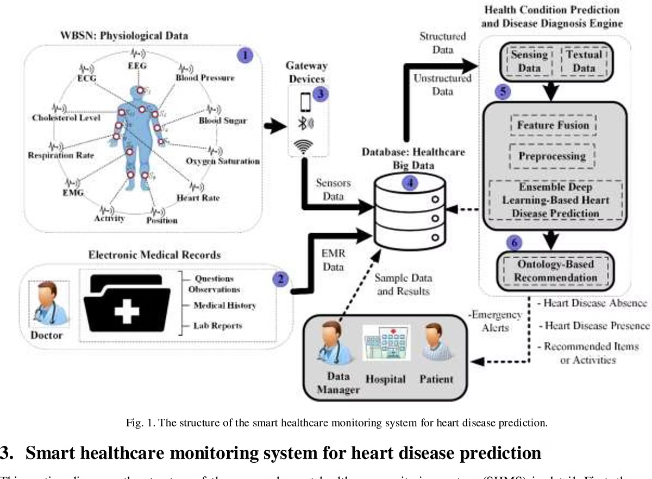 Health Condition Prediction
and Disease Diagnosis Engine
WBSN: Physiological Data
1
EEG
ECG
Blood Pressure
Cholesterol Level
Blood Sugar
Respiration Rate
Oxygen Saturation
EMG
Heart Rate
Activity
Position
Gateway
Devices
3
Sensors
Data
Structured
Data
Unstructured
Data
Database: Healthcare
Big Data
4
Sensing
Data
Textual
Data
5
Feature Fusion
Preprocessing
Ensemble Deep
Learning-Based Heart
Disease Prediction
6
Ontology-Based
Recommendation
Electronic Medical Records
2
Doctor
Questions
Observations
Medical History
Lab Reports
EMR
Data
Sample Data
and Results
-Emergency
Alerts
- Heart Disease Absence
- Heart Disease Presence
- Recommended Items
or Activities
Data
Manager
Hospital
Patient
Fig. 1. The structure of the smart healthcare monitoring system for heart disease prediction.
3. Smart healthcare monitoring system for heart disease prediction